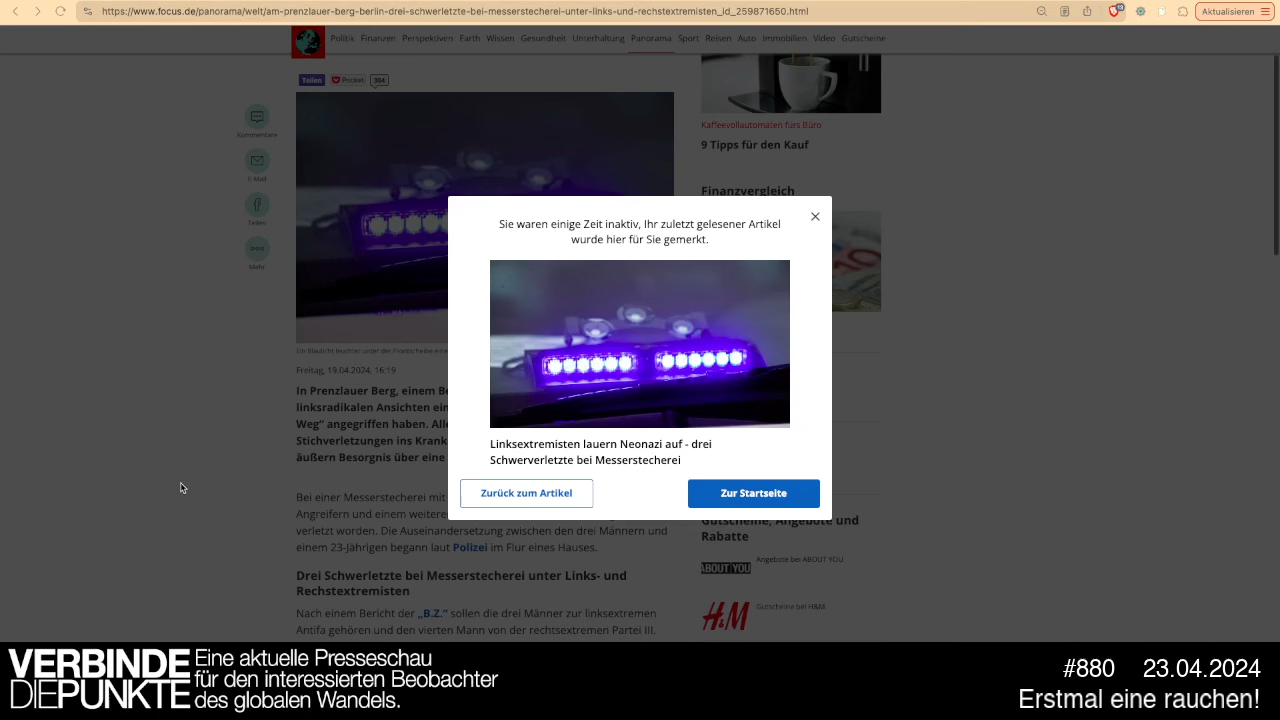 https://www.focus.de/panorama/welt/am-prenzlauer-berg-berlin-drei-schwerletzte-bei-messerstecherei-unter-links-und-rechtsextremisten_id_259871650.html
Aktualisieren
Politik Finanzen Perspektiven Earth Wissen Gesundheit Unterhaltung Panorama Sport Reisen Auto Immobilien Video Gutscheine
Teilen Pocket 304
Kommentare
E-Mail
Teilen
Mehr
Kaffeevollautomaten fürs Büro
9 Tipps für den Kauf
Finanzvergleich
Sie waren einige Zeit inaktiv, Ihr zuletzt gelesener Artikel
wurde hier für Sie gemerkt.
Linksextremisten lauern Neonazi auf - drei
Schwerverletzte bei Messerstecherei
Zurück zum Artikel
Zur Startseite
Ein Blaulicht leuchtet unter der Frontscheibe
Freitag, 19.04.2024, 16:19
In Prenzlauer Berg, einem
linksradikalen Ansichten
Weg“ angegriffen haben.
Stichverletzungen ins
äußern Besorgnis über eine
Bei einer Messerstecherei mit
Angreifern und einem weiteren
verletzt worden. Die Auseinandersetzung zwischen den drei Männern und
einem 23-Jährigen begann laut Polizei im Flur eines Hauses.
Drei Schwerletzte bei Messerstecherei unter Links- und
Rechstextremisten
Nach einem Bericht der „B.Z.“ sollen die drei Männer zur linksextremen
Antifa gehören und den vierten Mann von der rechtsextremen Partei III.
Gutscheine, Angebote und
Rabatte
ABOUT YOU
Angebote bei ABOUT YOU
H&M
Gutscheine bei H&M
VERBINDE
DIEPUNKTE
Eine aktuelle Presseschau
für den interessierten Beobachter
des globalen Wandels.
#880 23.04.2024
Erstmal eine rauchen!